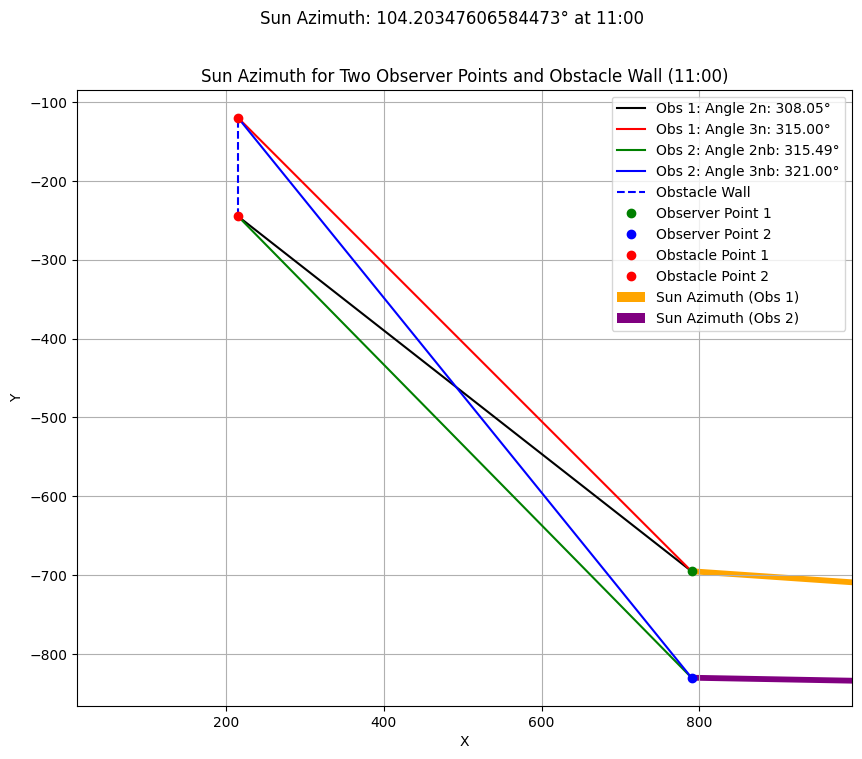 Sun Azimuth: 104.20347606584473° at 11:00
Sun Azimuth for Two Observer Points and Obstacle Wall (11:00)
Obs 1: Angle 2n: 308.05°
Obs 1: Angle 3n: 315.00°
Obs 2: Angle 2nb: 315.49°
Obs 2: Angle 3nb: 321.00°
Obstacle Wall
Observer Point 1
Observer Point 2
Obstacle Point 1
Obstacle Point 2
Sun Azimuth (Obs 1)
Sun Azimuth (Obs 2)
−100
−200
−300
−400
−500
−600
−700
−800
Y
200
400
600
800
X